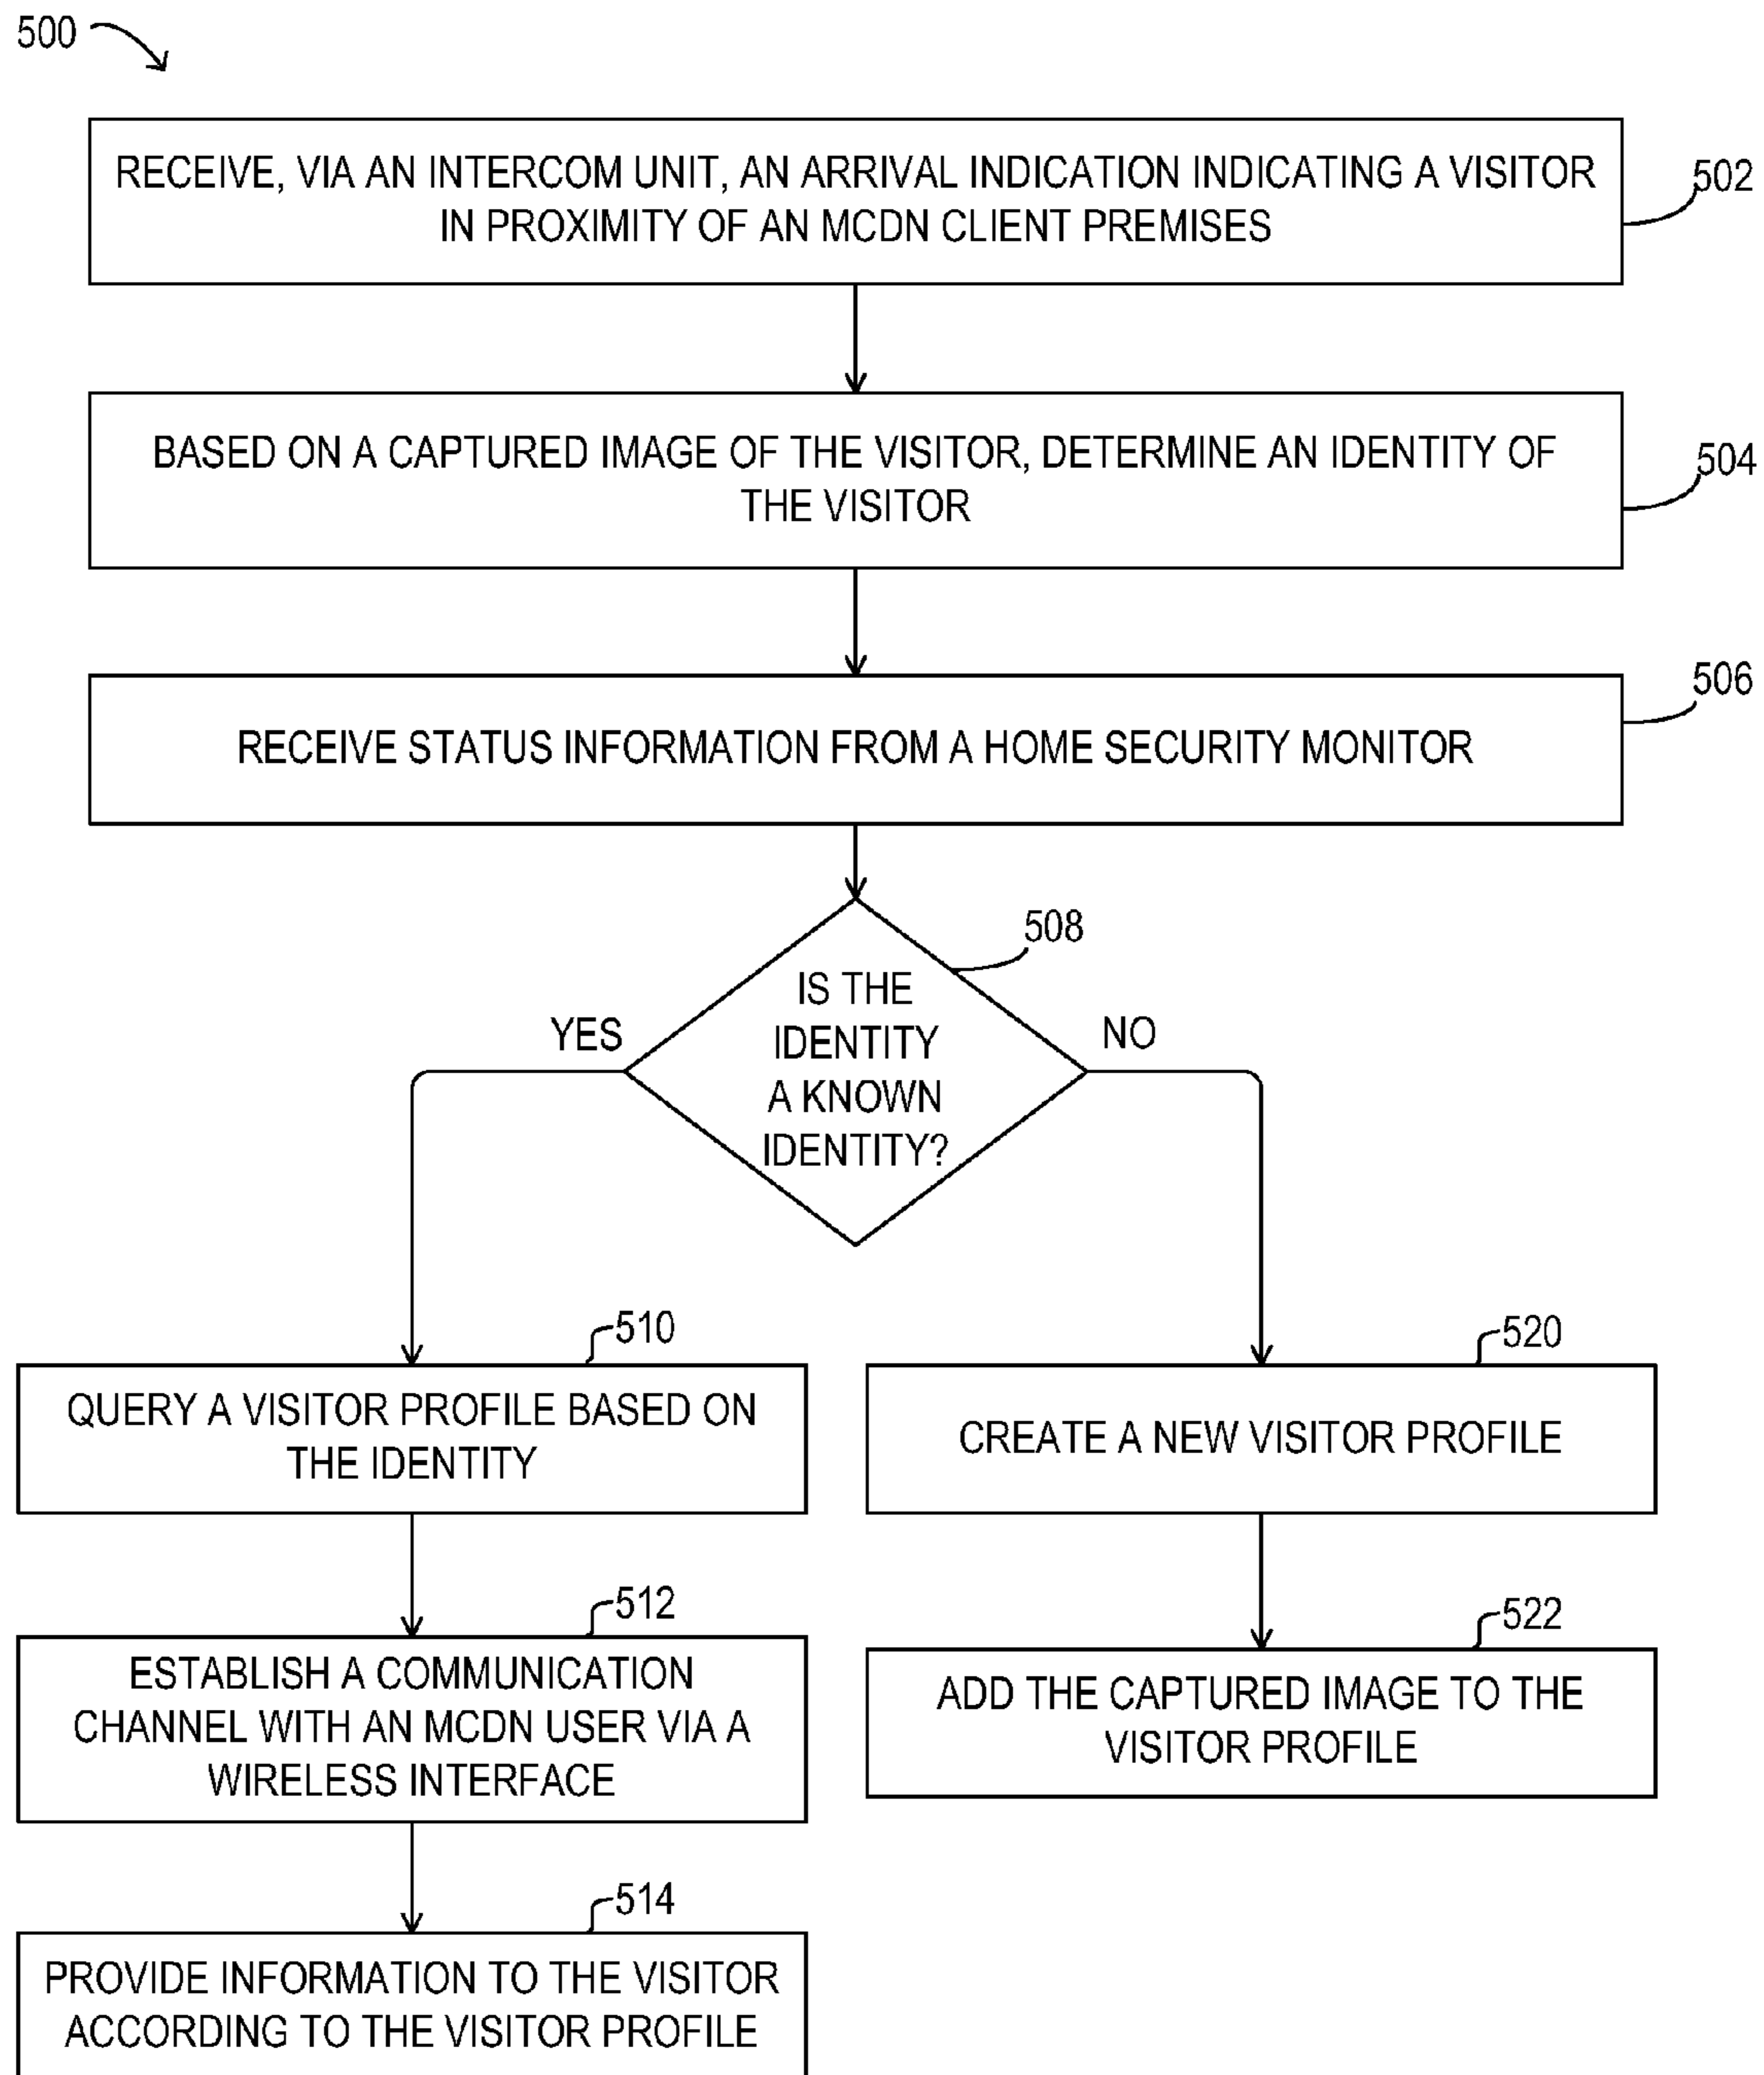 500
RECEIVE, VIA AN INTERCOM UNIT, AN ARRIVAL INDICATION INDICATING A VISITOR
IN PROXIMITY OF AN MCDN CLIENT PREMISES
502
BASED ON A CAPTURED IMAGE OF THE VISITOR, DETERMINE AN IDENTITY OF
THE VISITOR
504
RECEIVE STATUS INFORMATION FROM A HOME SECURITY MONITOR
506
508
IS THE
IDENTITY
A KNOWN
IDENTITY?
YES
NO
510
QUERY A VISITOR PROFILE BASED ON
THE IDENTITY
512
ESTABLISH A COMMUNICATION
CHANNEL WITH AN MCDN USER VIA A
WIRELESS INTERFACE
514
PROVIDE INFORMATION TO THE VISITOR
ACCORDING TO THE VISITOR PROFILE
520
CREATE A NEW VISITOR PROFILE
522
ADD THE CAPTURED IMAGE TO THE
VISITOR PROFILE